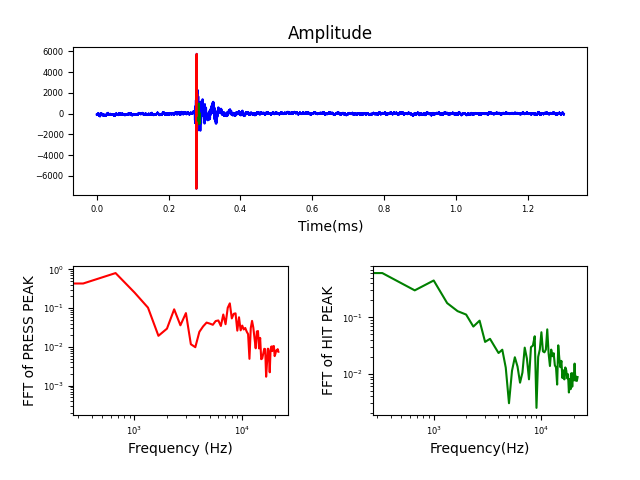 Amplitude
6000
4000
2000
0
−2000
−4000
−6000
0.0 0.2 0.4 0.6 0.8 1.0 1.2
Time(ms)
FFT of PRESS PEAK
10⁰
10⁻¹
10⁻²
10⁻³
10³ 10⁴
Frequency (Hz)
FFT of HIT PEAK
10⁻¹
10⁻²
10³ 10⁴
Frequency(Hz)